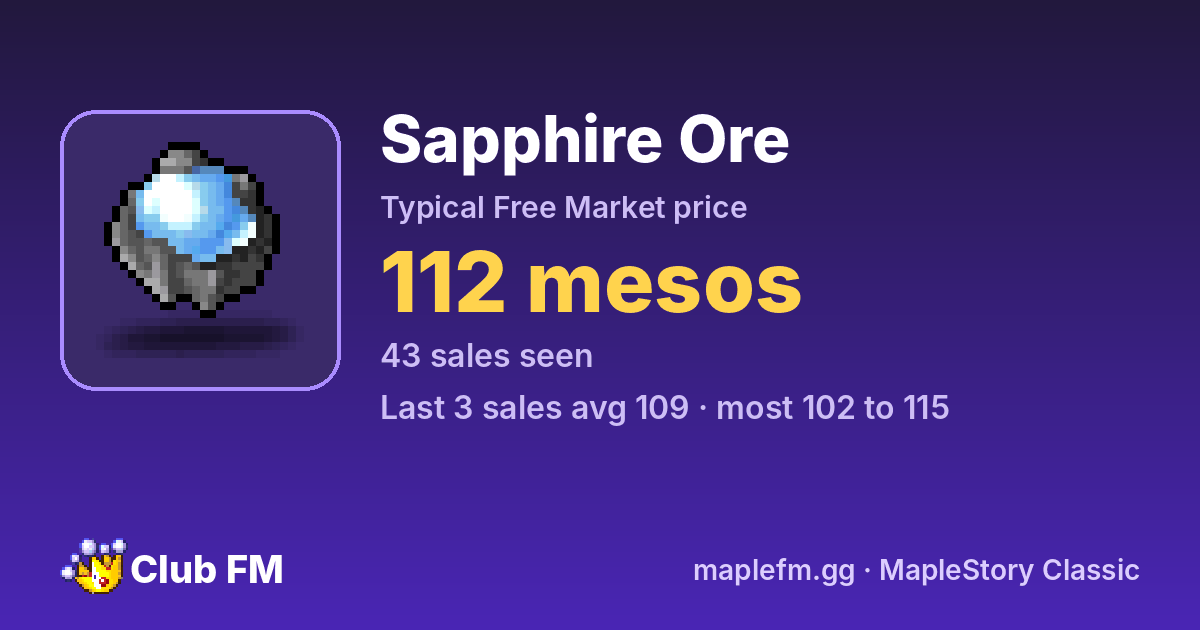 Sapphire Ore
Typical Free Market price
112 mesos
43 sales seen
Last 3 sales avg 109 · most 102 to 115
Club FM
maplefm.gg · MapleStory Classic